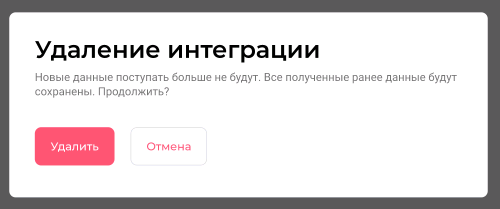 Удаление интеграции
Новые данные поступать больше не будут. Все полученные ранее данные будут
сохранены. Продолжить?
Удалить
Отмена